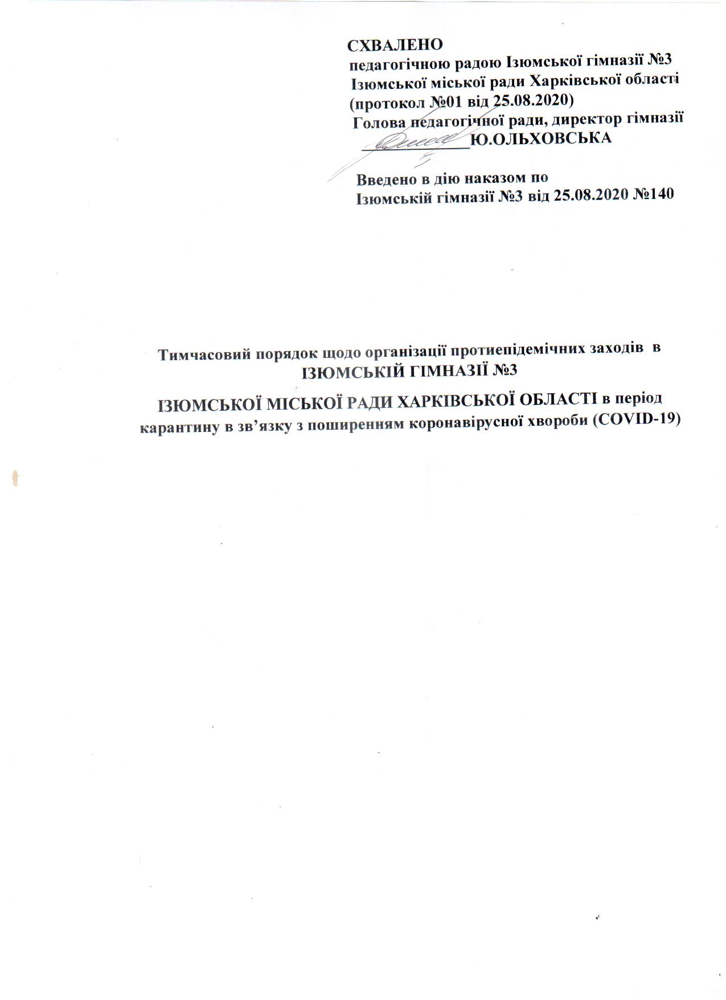 СХВАЛЕНО
педагогічною радою Ізюмської гімназії №3
Ізюмської міської ради Харківської області
(протокол №01 від 25.08.2020)
Голова педагогічної ради, директор гімназії
_____________Ю.ОЛЬХОВСЬКА
Введено в дію наказом по
Ізюмській гімназії №3 від 25.08.2020 №140
Тимчасовий порядок щодо організації протиепідемічних заходів в
ІЗЮМСЬКІЙ ГІМНАЗІЇ №3
ІЗЮМСЬКОЇ МІСЬКОЇ РАДИ ХАРКІВСЬКОЇ ОБЛАСТІ в період
карантину в зв’язку з поширенням коронавірусної хвороби (COVID-19)